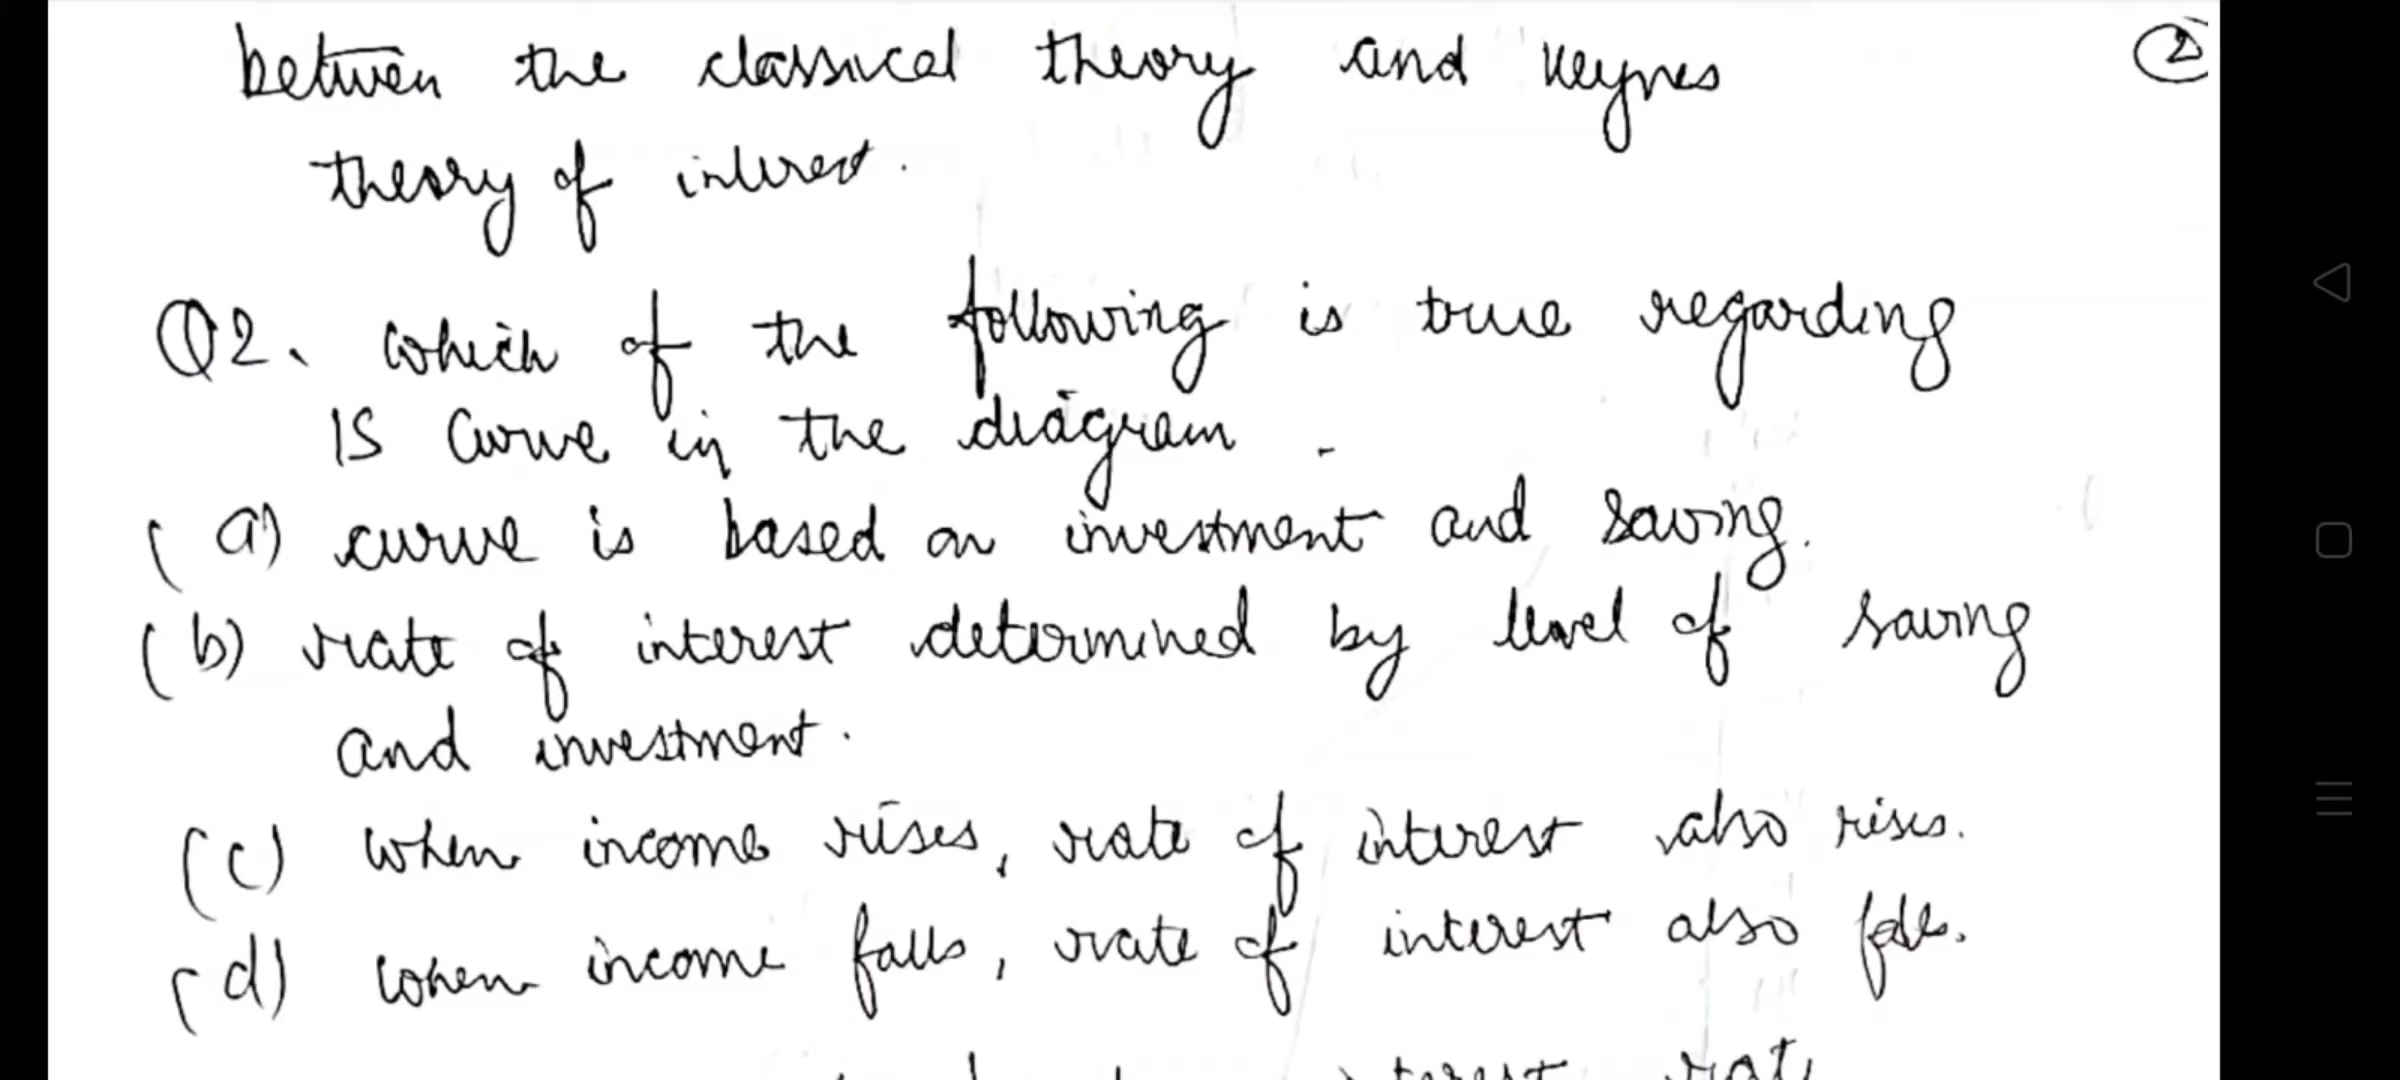 between the classical theory and keynes
②
theory of interest.
Q2. which of the following is true regarding
IS curve in the diagram.
(a) curve is based on investment and saving.
(b) rate of interest determined by level of saving
and investment.
(c) when income rises, rate of interest also rises.
(d) when income falls, rate of interest also falls.